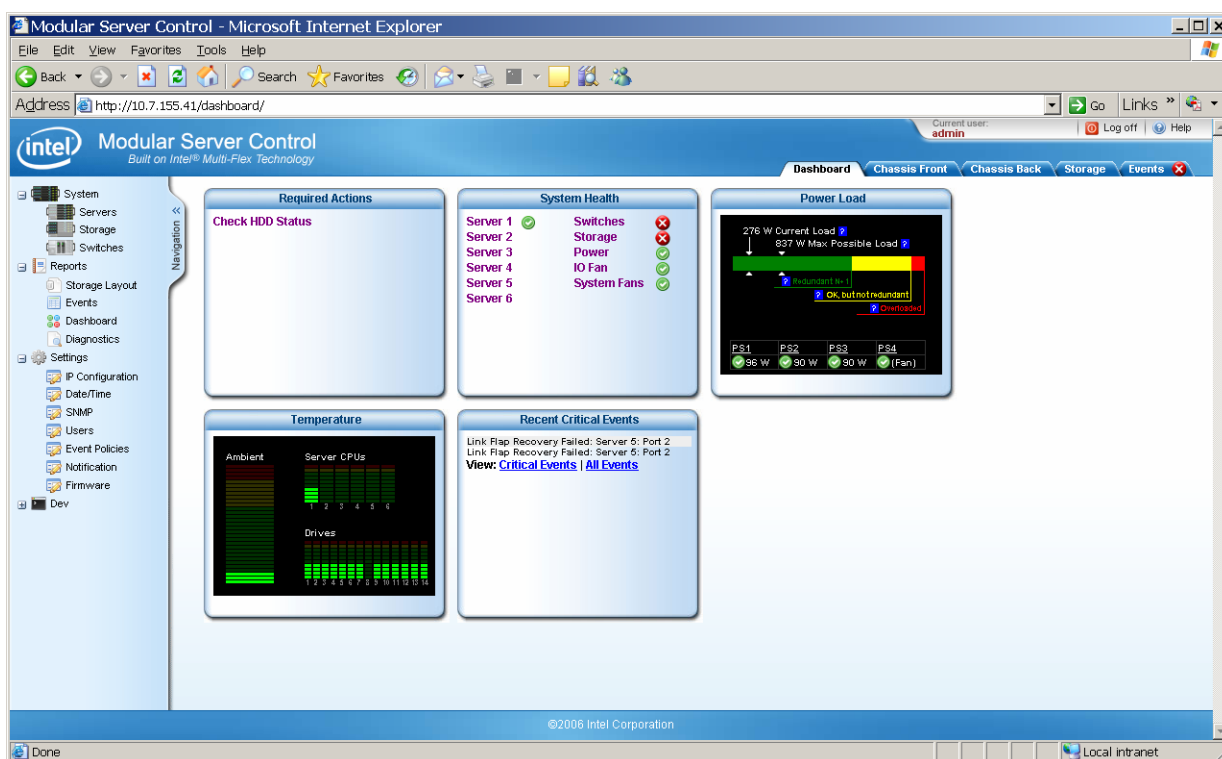 Modular Server Control - Microsoft Internet Explorer
File Edit View Favorites Tools Help
Back Search Favorites
Address http://10.7.155.41/dashboard/ Go Links »
intel
Modular Server Control
Built on Intel® Multi-Flex Technology
Current user:
admin
Log off | Help
Dashboard Chassis Front Chassis Back Storage Events
System
Servers
Storage
Switches
Reports
Storage Layout
Events
Dashboard
Diagnostics
Settings
IP Configuration
Date/Time
SNMP
Users
Event Policies
Notification
Firmware
Dev
« Navigation
Required Actions
Check HDD Status
System Health
Server 1 Switches
Server 2 Storage
Server 3 Power
Server 4 IO Fan
Server 5 System Fans
Server 6
Power Load
276 W Current Load ?
837 W Max Possible Load ?
? Redundant N+1
? OK, but not redundant
? Overloaded
PS1 PS2 PS3 PS4
96 W 90 W 90 W (Fan)
Temperature
Ambient Server CPUs
1 2 3 4 5 6
Drives
1 2 3 4 5 6 7 8 9 10 11 12 13 14
Recent Critical Events
Link Flap Recovery Failed: Server 5: Port 2
Link Flap Recovery Failed: Server 5: Port 2
View: Critical Events | All Events
©2006 Intel Corporation
Done Local intranet